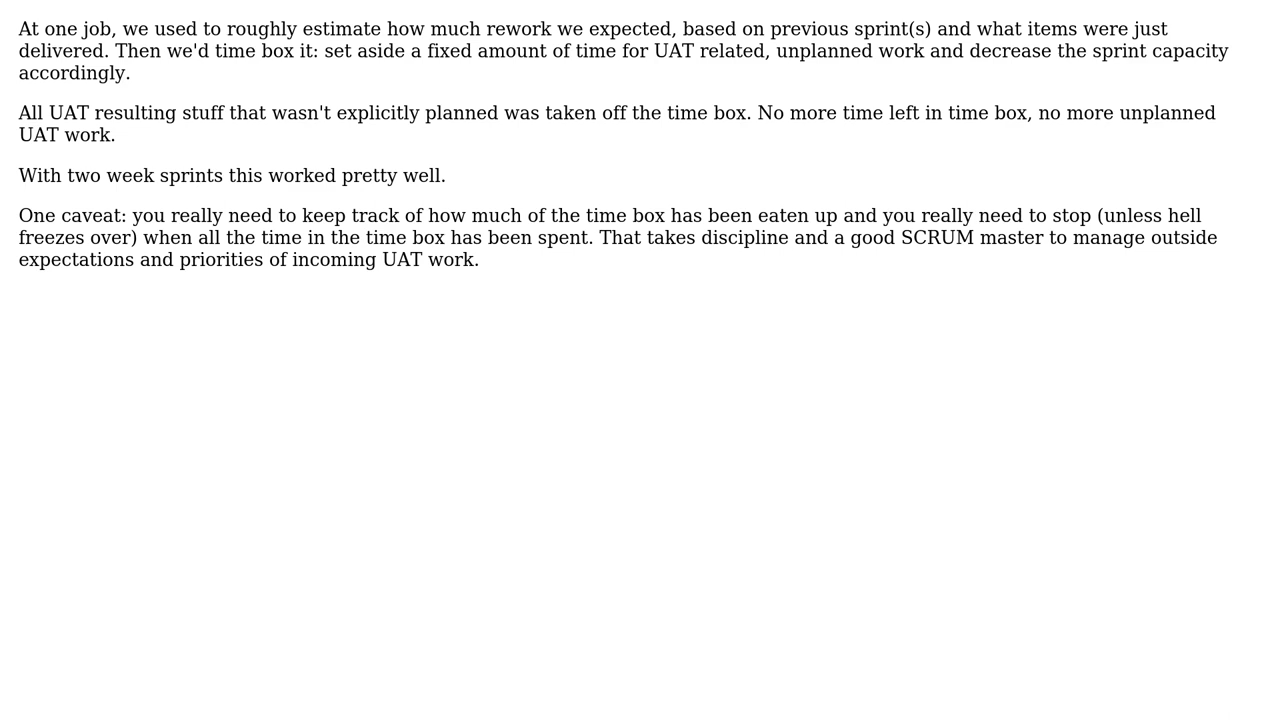 At one job, we used to roughly estimate how much rework we expected, based on previous sprint(s) and what items were just
delivered. Then we'd time box it: set aside a fixed amount of time for UAT related, unplanned work and decrease the sprint capacity
accordingly.
All UAT resulting stuff that wasn't explicitly planned was taken off the time box. No more time left in time box, no more unplanned
UAT work.
With two week sprints this worked pretty well.
One caveat: you really need to keep track of how much of the time box has been eaten up and you really need to stop (unless hell
freezes over) when all the time in the time box has been spent. That takes discipline and a good SCRUM master to manage outside
expectations and priorities of incoming UAT work.